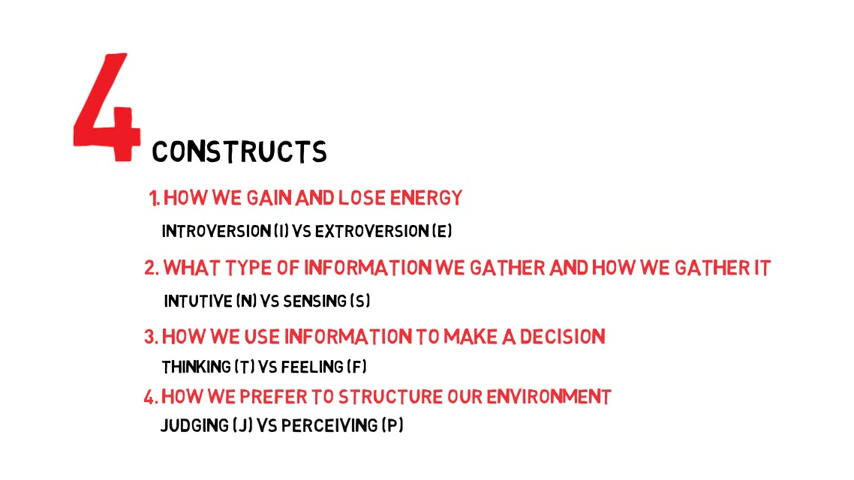 4 CONSTRUCTS
1. HOW WE GAIN AND LOSE ENERGY
INTROVERSION (I) VS EXTROVERSION (E)
2. WHAT TYPE OF INFORMATION WE GATHER AND HOW WE GATHER IT
INTUTIVE (N) VS SENSING (S)
3. HOW WE USE INFORMATION TO MAKE A DECISION
THINKING (T) VS FEELING (F)
4. HOW WE PREFER TO STRUCTURE OUR ENVIRONMENT
JUDGING (J) VS PERCEIVING (P)